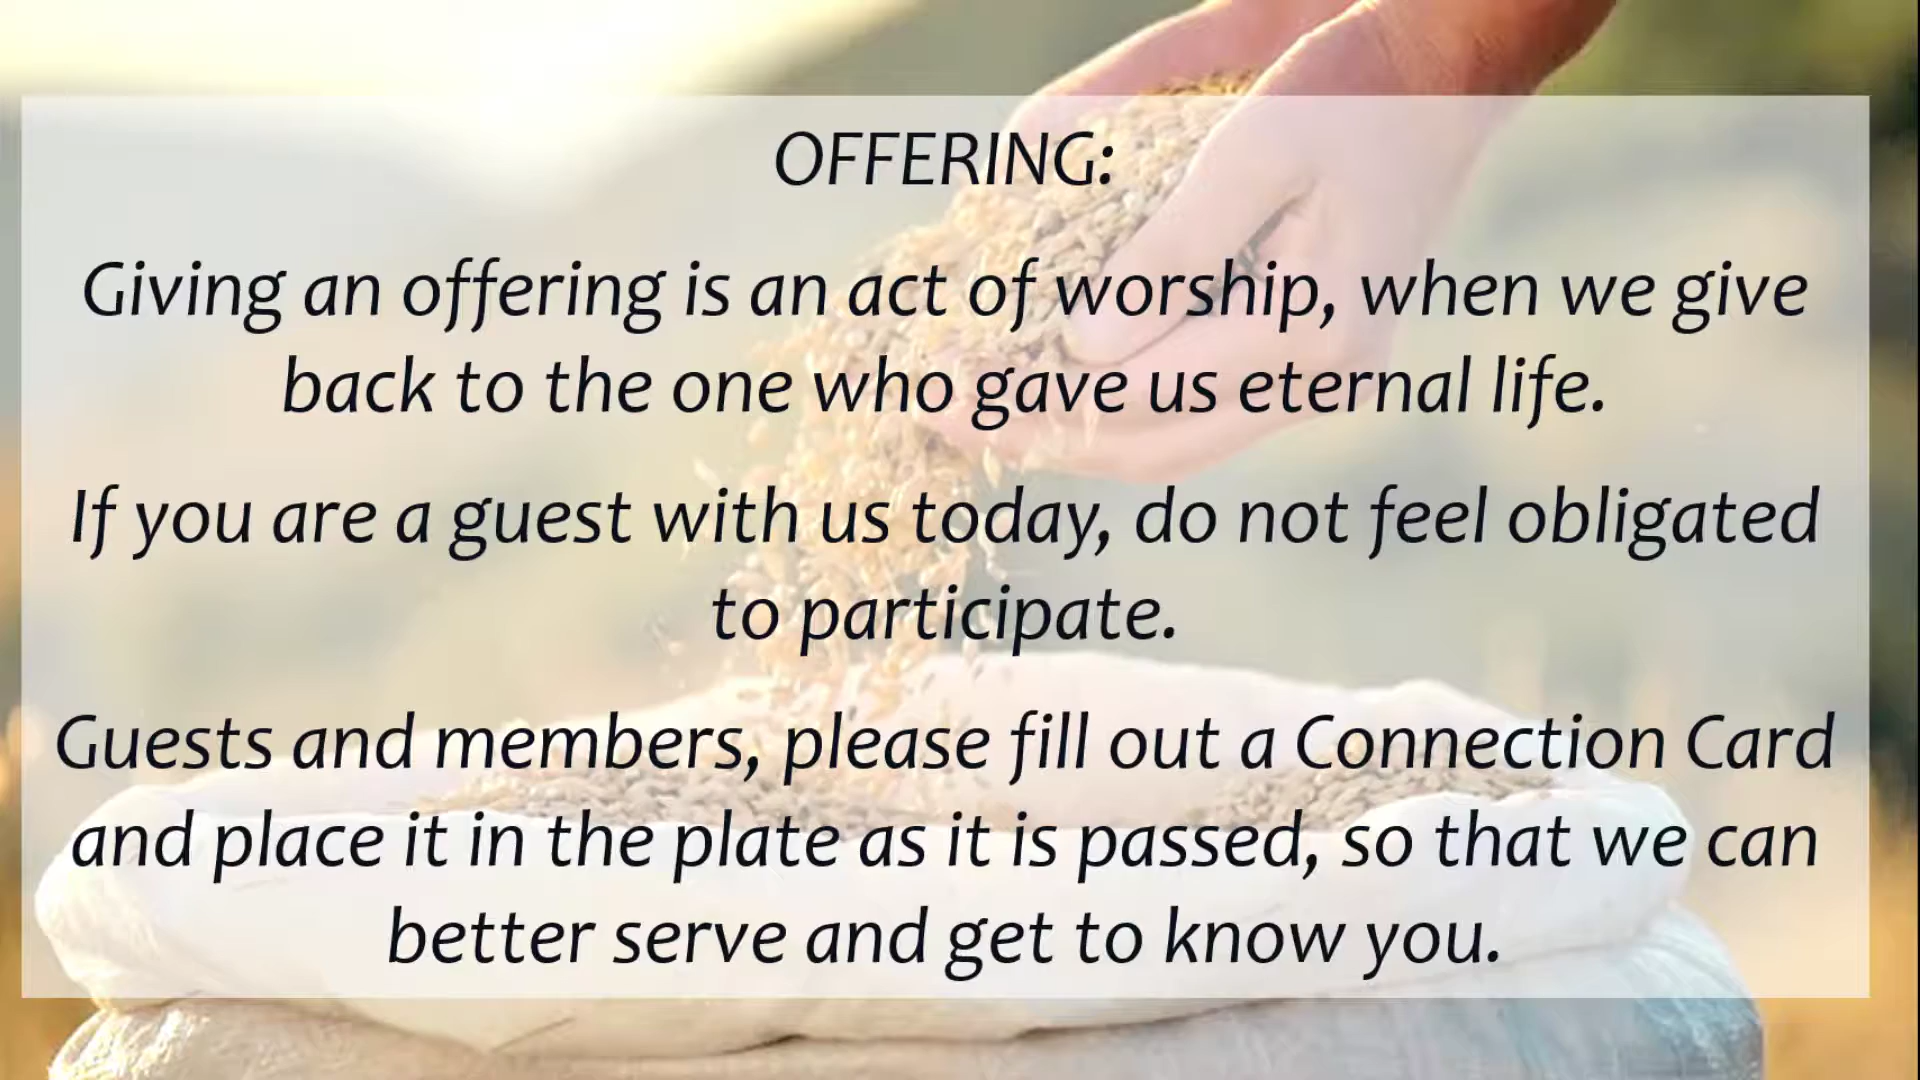 OFFERING:
Giving an offering is an act of worship, when we give
back to the one who gave us eternal life.
If you are a guest with us today, do not feel obligated
to participate.
Guests and members, please fill out a Connection Card
and place it in the plate as it is passed, so that we can
better serve and get to know you.